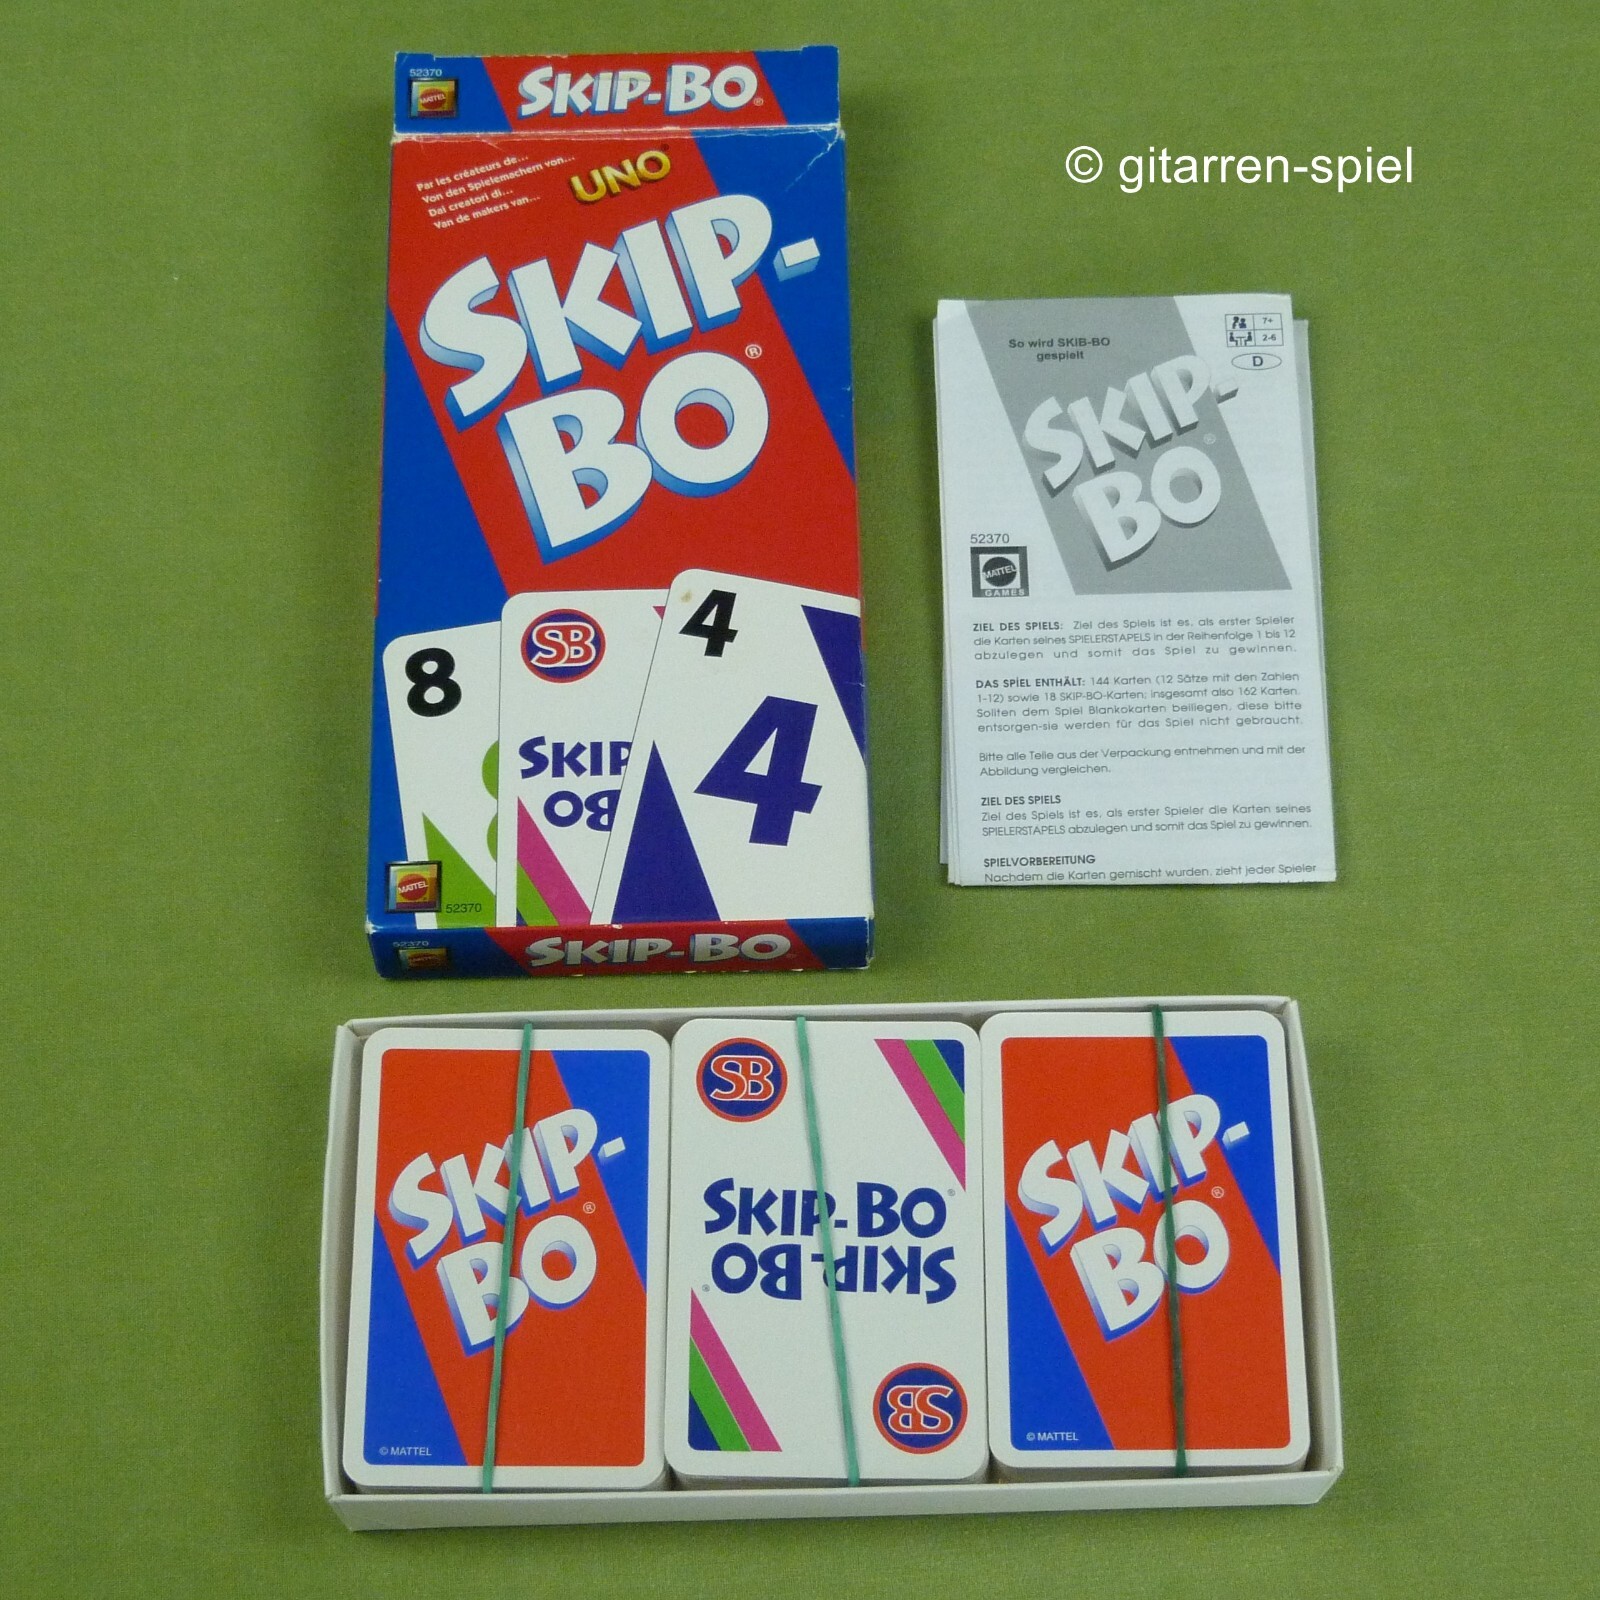 52370
MATTEL
SKIP-BO®
© gitarren-spiel
Par les créateurs de...
Von den Spielemachern von...
Dai creatori di...
Van de makers van...
UNO®
SKIP-
BO®
8
SB
SKIP
BO
4
4
MATTEL
52370
52370
SKIP-BO
So wird SKIB-BO
gespielt
7+
2-6
D
SKIP-
BO®
52370
MATTEL
GAMES
ZIEL DES SPIELS: Ziel des Spiels ist es, als erster Spieler
die Karten seines SPIELERSTAPELS in der Reihenfolge 1 bis 12
abzulegen und somit das Spiel zu gewinnen.
DAS SPIEL ENTHÄLT: 144 Karten (12 Sätze mit den Zahlen
1-12) sowie 18 SKIP-BO-Karten; insgesamt also 162 Karten.
Sollten dem Spiel Blankokarten beiliegen, diese bitte
entsorgen-sie werden für das Spiel nicht gebraucht.
Bitte alle Teile aus der Verpackung entnehmen und mit der
Abbildung vergleichen.
ZIEL DES SPIELS
Ziel des Spiels ist es, als erster Spieler die Karten seines
SPIELERSTAPELS abzulegen und somit das Spiel zu gewinnen.
SPIELVORBEREITUNG
Nachdem die Karten gemischt wurden, zieht jeder Spieler
SKIP-
BO®
© MATTEL
SB
SKIP-BO®
SKIP-BO®
SB
SKIP-
BO®
© MATTEL